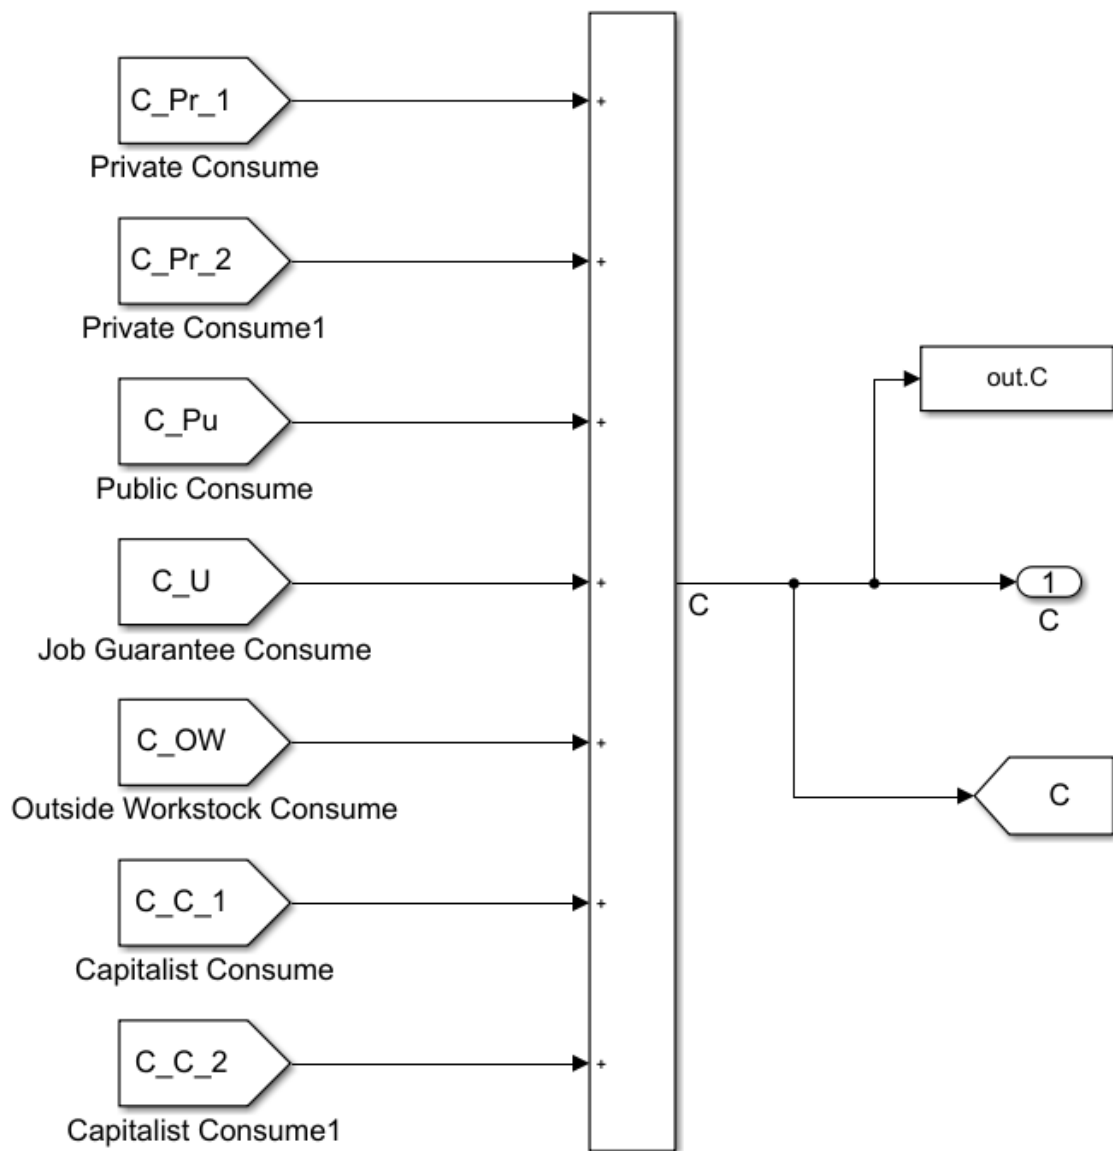 C_Pr_1
+
Private Consume
C_Pr_2
+
Private Consume1
out.C
C_Pu
+
Public Consume
C_U
+
C
1
C
Job Guarantee Consume
C_OW
+
C
Outside Workstock Consume
C_C_1
+
Capitalist Consume
C_C_2
+
Capitalist Consume1